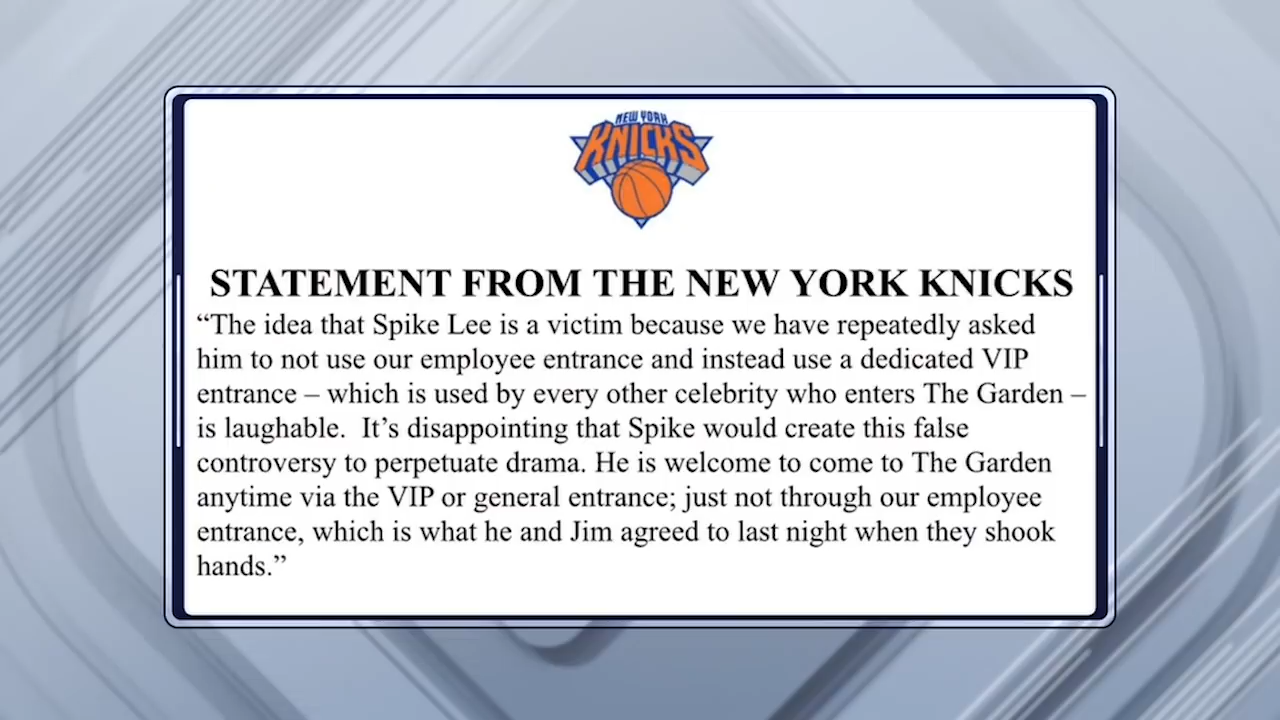 NEW YORK
KNICKS
STATEMENT FROM THE NEW YORK KNICKS
“The idea that Spike Lee is a victim because we have repeatedly asked
him to not use our employee entrance and instead use a dedicated VIP
entrance – which is used by every other celebrity who enters The Garden –
is laughable.  It’s disappointing that Spike would create this false
controversy to perpetuate drama. He is welcome to come to The Garden
anytime via the VIP or general entrance; just not through our employee
entrance, which is what he and Jim agreed to last night when they shook
hands.”